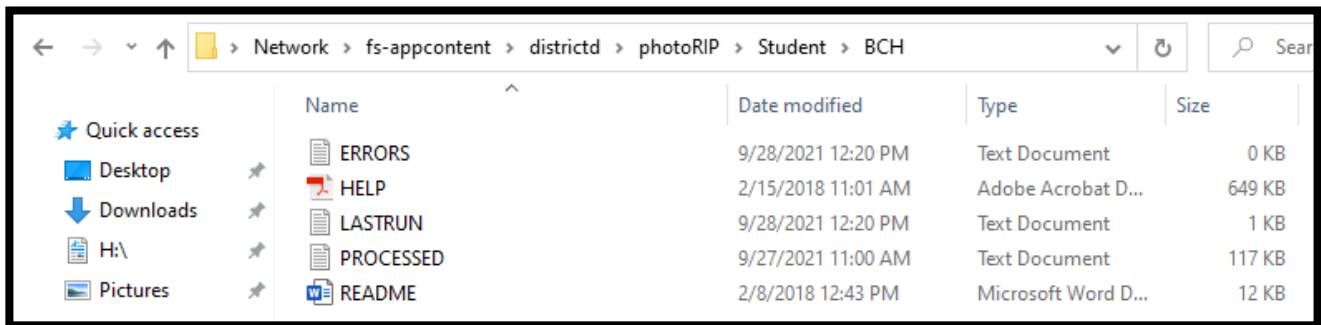 Network > fs-appcontent > districtd > photoRIP > Student > BCH
Sear
Name Date modified Type Size
Quick access
Desktop
Downloads
H:\
Pictures
ERRORS 9/28/2021 12:20 PM Text Document 0 KB
HELP 2/15/2018 11:01 AM Adobe Acrobat D... 649 KB
LASTRUN 9/28/2021 12:20 PM Text Document 1 KB
PROCESSED 9/27/2021 11:00 AM Text Document 117 KB
README 2/8/2018 12:43 PM Microsoft Word D... 12 KB